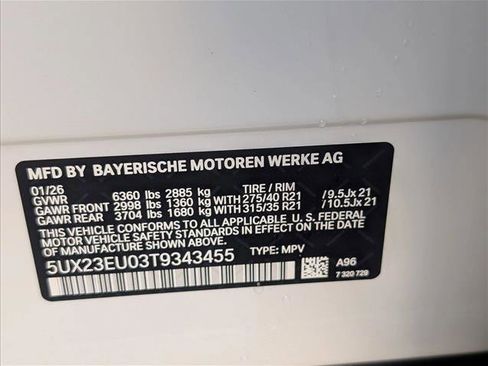 MFD BY BAYERISCHE MOTOREN WERKE AG
01/26 TIRE / RIM
GVWR 6360 lbs 2885 kg
GAWR FRONT 2998 lbs 1360 kg WITH 275/40 R21 / 9.5Jx 21
GAWR REAR 3704 lbs 1680 kg WITH 315/35 R21 / 10.5Jx 21
THIS VEHICLE CONFORMS TO ALL APPLICABLE U.S. FEDERAL
MOTOR VEHICLE SAFETY STANDARDS IN EFFECT ON THE DATE
OF MANUFACTURE SHOWN ABOVE. TYPE: MPV
5UX23EU03T9343455
A96
7 320 729